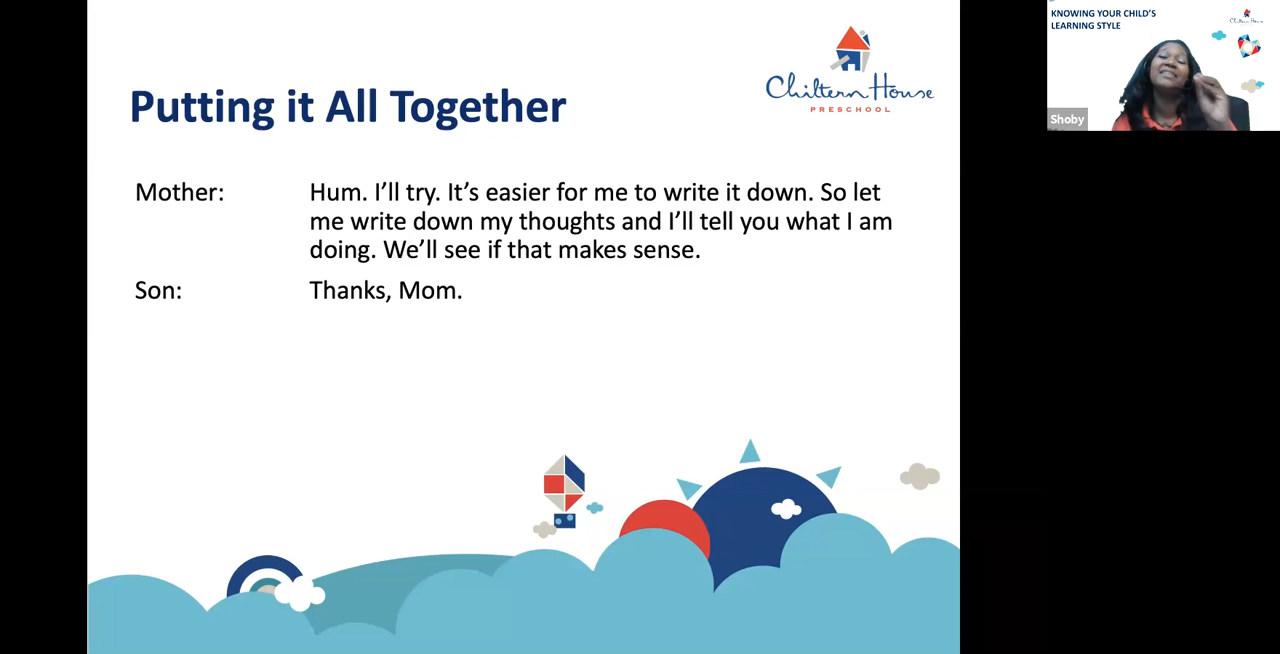 Putting it All Together
Chiltern House
PRESCHOOL
Mother: Hum. I'll try. It's easier for me to write it down. So let
me write down my thoughts and I'll tell you what I am
doing. We'll see if that makes sense.
Son: Thanks, Mom.
KNOWING YOUR CHILD'S
LEARNING STYLE
Chiltern House
Shoby